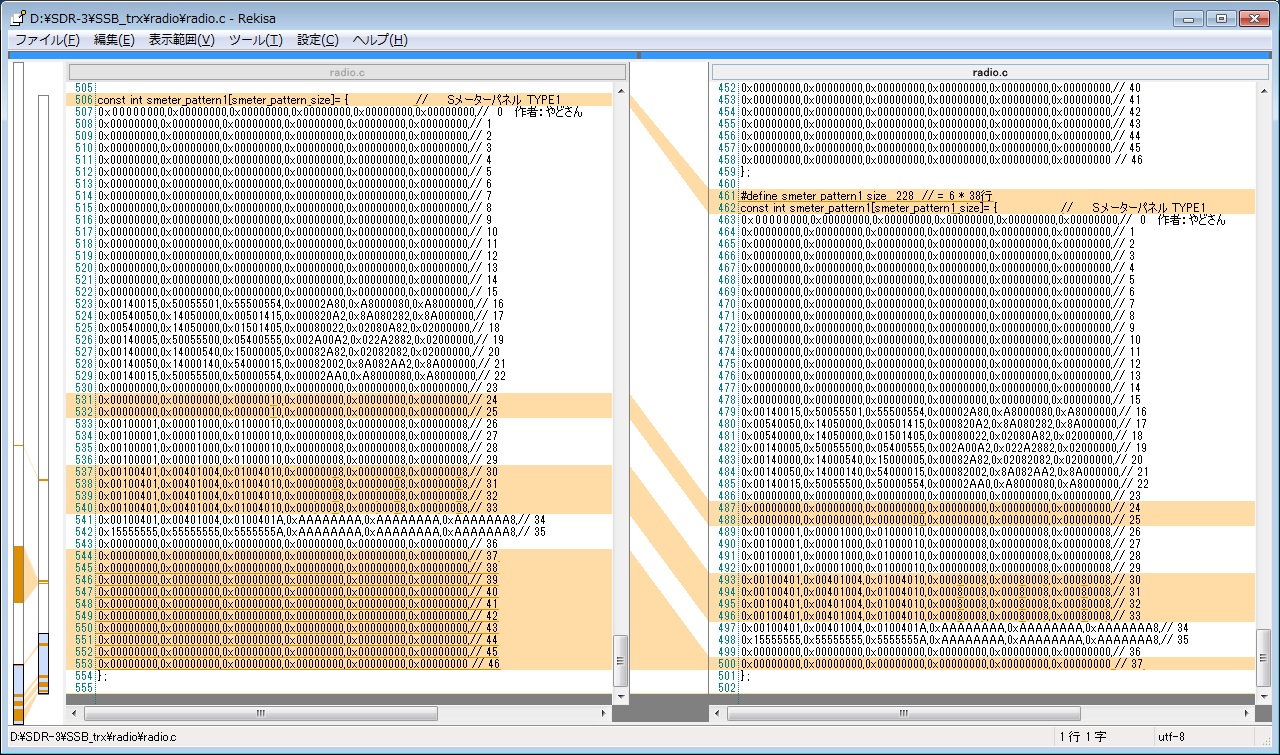 D:¥SDR-3¥SSB_trx¥radio¥radio.c - Rekisa
ファイル(F) 編集(E) 表示範囲(V) ツール(T) 設定(C) ヘルプ(H)
radio.c
505
506 const int smeter_pattern1[smeter_pattern_size]= { // Sメーターパネル TYPE1
507 0x00000000,0x00000000,0x00000000,0x00000000,0x00000000,0x00000000,// 0 作者：やどさん
508 0x00000000,0x00000000,0x00000000,0x00000000,0x00000000,0x00000000,// 1
509 0x00000000,0x00000000,0x00000000,0x00000000,0x00000000,0x00000000,// 2
510 0x00000000,0x00000000,0x00000000,0x00000000,0x00000000,0x00000000,// 3
511 0x00000000,0x00000000,0x00000000,0x00000000,0x00000000,0x00000000,// 4
512 0x00000000,0x00000000,0x00000000,0x00000000,0x00000000,0x00000000,// 5
513 0x00000000,0x00000000,0x00000000,0x00000000,0x00000000,0x00000000,// 6
514 0x00000000,0x00000000,0x00000000,0x00000000,0x00000000,0x00000000,// 7
515 0x00000000,0x00000000,0x00000000,0x00000000,0x00000000,0x00000000,// 8
516 0x00000000,0x00000000,0x00000000,0x00000000,0x00000000,0x00000000,// 9
517 0x00000000,0x00000000,0x00000000,0x00000000,0x00000000,0x00000000,// 10
518 0x00000000,0x00000000,0x00000000,0x00000000,0x00000000,0x00000000,// 11
519 0x00000000,0x00000000,0x00000000,0x00000000,0x00000000,0x00000000,// 12
520 0x00000000,0x00000000,0x00000000,0x00000000,0x00000000,0x00000000,// 13
521 0x00000000,0x00000000,0x00000000,0x00000000,0x00000000,0x00000000,// 14
522 0x00000000,0x00000000,0x00000000,0x00000000,0x00000000,0x00000000,// 15
523 0x00140015,0x50055501,0x55500554,0x00002A80,0xA8000080,0xA8000000,// 16
524 0x00540050,0x14050000,0x00501415,0x000820A2,0x8A080282,0x8A000000,// 17
525 0x00540000,0x14050000,0x01501405,0x00080022,0x02080A82,0x02000000,// 18
526 0x00140005,0x50055500,0x05400555,0x002A00A2,0x022A2882,0x02000000,// 19
527 0x00140000,0x14000540,0x15000005,0x00082A82,0x02082082,0x02000000,// 20
528 0x00140050,0x14000140,0x54000015,0x00082002,0x8A082AA2,0x8A000000,// 21
529 0x00140015,0x50055500,0x50000554,0x00002AA0,0xA8000080,0xA8000000,// 22
530 0x00000000,0x00000000,0x00000000,0x00000000,0x00000000,0x00000000,// 23
531 0x00000000,0x00000000,0x00000010,0x00000000,0x00000000,0x00000000,// 24
532 0x00000000,0x00000000,0x00000010,0x00000000,0x00000000,0x00000000,// 25
533 0x00100001,0x00001000,0x01000010,0x00000008,0x00000008,0x00000008,// 26
534 0x00100001,0x00001000,0x01000010,0x00000008,0x00000008,0x00000008,// 27
535 0x00100001,0x00001000,0x01000010,0x00000008,0x00000008,0x00000008,// 28
536 0x00100001,0x00001000,0x01000010,0x00000008,0x00000008,0x00000008,// 29
537 0x00100401,0x00401004,0x01004010,0x00000008,0x00000008,0x00000008,// 30
538 0x00100401,0x00401004,0x01004010,0x00000008,0x00000008,0x00000008,// 31
539 0x00100401,0x00401004,0x01004010,0x00000008,0x00000008,0x00000008,// 32
540 0x00100401,0x00401004,0x01004010,0x00000008,0x00000008,0x00000008,// 33
541 0x00100401,0x00401004,0x0100401A,0xAAAAAAAA,0xAAAAAAAA,0xAAAAAAA8,// 34
542 0x15555555,0x55555555,0x5555555A,0xAAAAAAAA,0xAAAAAAAA,0xAAAAAAA8,// 35
543 0x00000000,0x00000000,0x00000000,0x00000000,0x00000000,0x00000000,// 36
544 0x00000000,0x00000000,0x00000000,0x00000000,0x00000000,0x00000000,// 37
545 0x00000000,0x00000000,0x00000000,0x00000000,0x00000000,0x00000000,// 38
546 0x00000000,0x00000000,0x00000000,0x00000000,0x00000000,0x00000000,// 39
547 0x00000000,0x00000000,0x00000000,0x00000000,0x00000000,0x00000000,// 40
548 0x00000000,0x00000000,0x00000000,0x00000000,0x00000000,0x00000000,// 41
549 0x00000000,0x00000000,0x00000000,0x00000000,0x00000000,0x00000000,// 42
550 0x00000000,0x00000000,0x00000000,0x00000000,0x00000000,0x00000000,// 43
551 0x00000000,0x00000000,0x00000000,0x00000000,0x00000000,0x00000000,// 44
552 0x00000000,0x00000000,0x00000000,0x00000000,0x00000000,0x00000000,// 45
553 0x00000000,0x00000000,0x00000000,0x00000000,0x00000000,0x00000000 // 46
554 };
555
radio.c
452 0x00000000,0x00000000,0x00000000,0x00000000,0x00000000,0x00000000,// 40
453 0x00000000,0x00000000,0x00000000,0x00000000,0x00000000,0x00000000,// 41
454 0x00000000,0x00000000,0x00000000,0x00000000,0x00000000,0x00000000,// 42
455 0x00000000,0x00000000,0x00000000,0x00000000,0x00000000,0x00000000,// 43
456 0x00000000,0x00000000,0x00000000,0x00000000,0x00000000,0x00000000,// 44
457 0x00000000,0x00000000,0x00000000,0x00000000,0x00000000,0x00000000,// 45
458 0x00000000,0x00000000,0x00000000,0x00000000,0x00000000,0x00000000 // 46
459 };
460
461 #define smeter_pattern1_size 228 // = 6 * 38行
462 const int smeter_pattern1[smeter_pattern1_size]= { // Sメーターパネル TYPE1
463 0x00000000,0x00000000,0x00000000,0x00000000,0x00000000,0x00000000,// 0 作者：やどさん
464 0x00000000,0x00000000,0x00000000,0x00000000,0x00000000,0x00000000,// 1
465 0x00000000,0x00000000,0x00000000,0x00000000,0x00000000,0x00000000,// 2
466 0x00000000,0x00000000,0x00000000,0x00000000,0x00000000,0x00000000,// 3
467 0x00000000,0x00000000,0x00000000,0x00000000,0x00000000,0x00000000,// 4
468 0x00000000,0x00000000,0x00000000,0x00000000,0x00000000,0x00000000,// 5
469 0x00000000,0x00000000,0x00000000,0x00000000,0x00000000,0x00000000,// 6
470 0x00000000,0x00000000,0x00000000,0x00000000,0x00000000,0x00000000,// 7
471 0x00000000,0x00000000,0x00000000,0x00000000,0x00000000,0x00000000,// 8
472 0x00000000,0x00000000,0x00000000,0x00000000,0x00000000,0x00000000,// 9
473 0x00000000,0x00000000,0x00000000,0x00000000,0x00000000,0x00000000,// 10
474 0x00000000,0x00000000,0x00000000,0x00000000,0x00000000,0x00000000,// 11
475 0x00000000,0x00000000,0x00000000,0x00000000,0x00000000,0x00000000,// 12
476 0x00000000,0x00000000,0x00000000,0x00000000,0x00000000,0x00000000,// 13
477 0x00000000,0x00000000,0x00000000,0x00000000,0x00000000,0x00000000,// 14
478 0x00000000,0x00000000,0x00000000,0x00000000,0x00000000,0x00000000,// 15
479 0x00140015,0x50055501,0x55500554,0x00002A80,0xA8000080,0xA8000000,// 16
480 0x00540050,0x14050000,0x00501415,0x000820A2,0x8A080282,0x8A000000,// 17
481 0x00540000,0x14050000,0x01501405,0x00080022,0x02080A82,0x02000000,// 18
482 0x00140005,0x50055500,0x05400555,0x002A00A2,0x022A2882,0x02000000,// 19
483 0x00140000,0x14000540,0x15000005,0x00082A82,0x02082082,0x02000000,// 20
484 0x00140050,0x14000140,0x54000015,0x00082002,0x8A082AA2,0x8A000000,// 21
485 0x00140015,0x50055500,0x50000554,0x00002AA0,0xA8000080,0xA8000000,// 22
486 0x00000000,0x00000000,0x00000000,0x00000000,0x00000000,0x00000000,// 23
487 0x00000000,0x00000000,0x00000000,0x00000000,0x00000000,0x00000000,// 24
488 0x00000000,0x00000000,0x00000000,0x00000000,0x00000000,0x00000000,// 25
489 0x00100001,0x00001000,0x01000010,0x00000008,0x00000008,0x00000008,// 26
490 0x00100001,0x00001000,0x01000010,0x00000008,0x00000008,0x00000008,// 27
491 0x00100001,0x00001000,0x01000010,0x00000008,0x00000008,0x00000008,// 28
492 0x00100001,0x00001000,0x01000010,0x00000008,0x00000008,0x00000008,// 29
493 0x00100401,0x00401004,0x01004010,0x00080008,0x00080008,0x00080008,// 30
494 0x00100401,0x00401004,0x01004010,0x00080008,0x00080008,0x00080008,// 31
495 0x00100401,0x00401004,0x01004010,0x00080008,0x00080008,0x00080008,// 32
496 0x00100401,0x00401004,0x01004010,0x00080008,0x00080008,0x00080008,// 33
497 0x00100401,0x00401004,0x0100401A,0xAAAAAAAA,0xAAAAAAAA,0xAAAAAAA8,// 34
498 0x15555555,0x55555555,0x5555555A,0xAAAAAAAA,0xAAAAAAAA,0xAAAAAAA8,// 35
499 0x00000000,0x00000000,0x00000000,0x00000000,0x00000000,0x00000000,// 36
500 0x00000000,0x00000000,0x00000000,0x00000000,0x00000000,0x00000000 // 37
501 };
502
D:¥SDR-3¥SSB_trx¥radio¥radio.c 1 行 1 字 utf-8